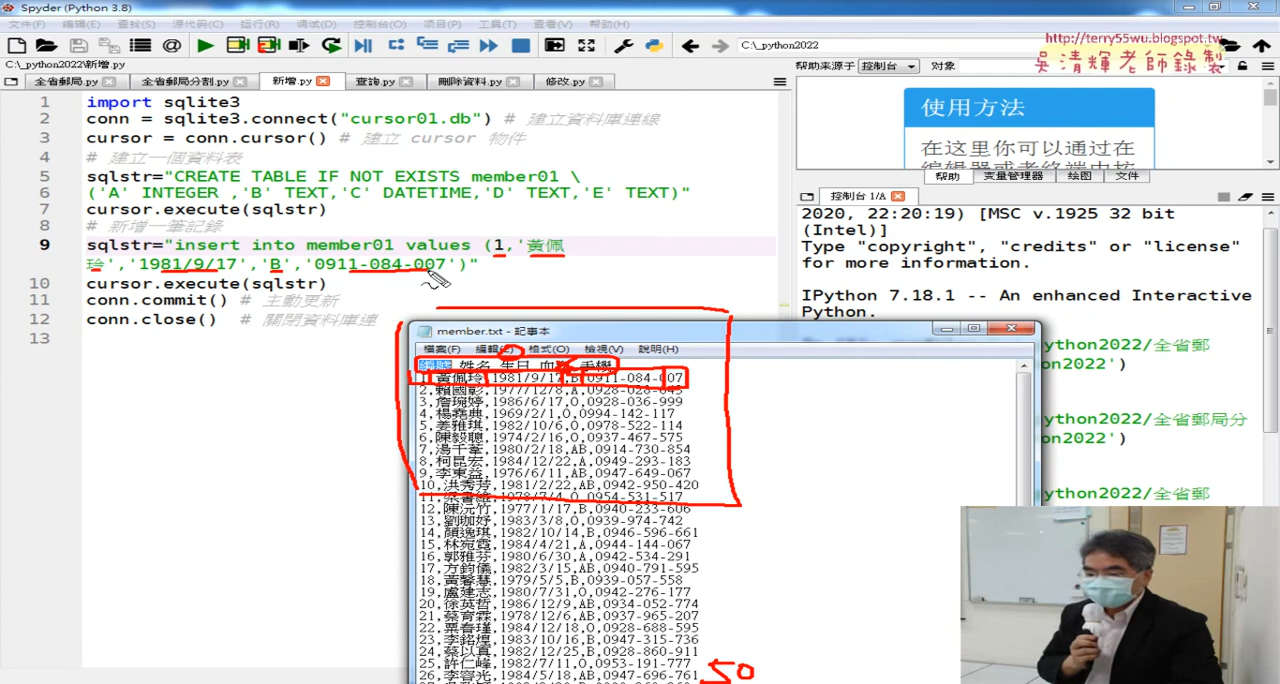 Spyder (Python 3.8)
文件(F) 编辑(E) 查找(S) 源代码(C) 运行(R) 调试(D) 控制台(O) 项目(P) 工具(T) 查看(V) 帮助(H)
C:\_python2022
http://terry55wu.blogspot.tw
吳清輝老師錄製
C:\_python2022\新增.py
全省郵局.py 全省郵局分割.py 新增.py 查詢.py 刪除資料.py 修改.py
帮助来源于 控制台 对象
1 import sqlite3
2 conn = sqlite3.connect("cursor01.db") # 建立資料庫連線
3 cursor = conn.cursor() # 建立 cursor 物件
4 # 建立一個資料表
5 sqlstr="CREATE TABLE IF NOT EXISTS member01 \
6 ('A' INTEGER ,'B' TEXT,'C' DATETIME,'D' TEXT,'E' TEXT)"
7 cursor.execute(sqlstr)
8 # 新增一筆記錄
9 sqlstr="insert into member01 values (1,'黃佩
玲','1981/9/17','B','0911-084-007')"
10 cursor.execute(sqlstr)
11 conn.commit() # 主動更新
12 conn.close() # 關閉資料庫連
13
使用方法
在这里你可以通过在
帮助 变量管理器 绘图 文件
控制台 1/A
2020, 22:20:19) [MSC v.1925 32 bit
(Intel)]
Type "copyright", "credits" or "license"
for more information.
IPython 7.18.1 -- An enhanced Interactive
Python.
ython2022/全省郵
on2022')
ython2022/全省郵局分
on2022')
ython2022/全省郵
member.txt - 記事本
檔案(F) 編輯(E) 格式(O) 檢視(V) 說明(H)
姓名 生日
1,黃佩玲,1981/9/17,B,0911-084-007
2,賴國彰,1977/12/8,A,0928-028-045
3,詹琬婷,1986/6/17,O,0928-036-999
4,楊堯典,1969/2/1,O,0994-142-117
5,姜雅琪,1982/10/6,O,0978-522-114
6,陳毅聰,1974/2/16,O,0937-467-575
7,湯千葦,1980/2/18,AB,0914-730-854
8,柯昆宏,1984/12/22,A,0949-293-183
9,李東益,1976/6/11,AB,0947-649-067
10,洪秀芬,1981/2/22,AB,0942-950-420
11,梁書維,1978/7/4,O,0954-531-517
12,陳沅竹,1977/1/17,B,0940-233-606
13,劉珈妤,1983/3/8,O,0939-974-742
14,顏逸琪,1982/10/14,B,0946-596-661
15,林宛霓,1984/4/21,A,0944-144-067
16,郭雅芬,1980/6/30,A,0942-534-291
17,方鈞儀,1982/3/15,AB,0940-791-595
18,黃馨慧,1979/5/5,B,0939-057-558
19,盧建志,1980/7/31,O,0942-276-177
20,徐英哲,1986/12/9,AB,0934-052-774
21,蔡育霖,1978/12/6,AB,0937-965-207
22,粟春瑾,1984/12/18,O,0928-688-595
23,李銘煌,1983/10/16,B,0947-315-736
24,蔡以真,1982/12/25,B,0928-860-911
25,許仁峰,1982/7/11,O,0953-191-777
26,李容光,1984/5/18,AB,0947-696-761
50